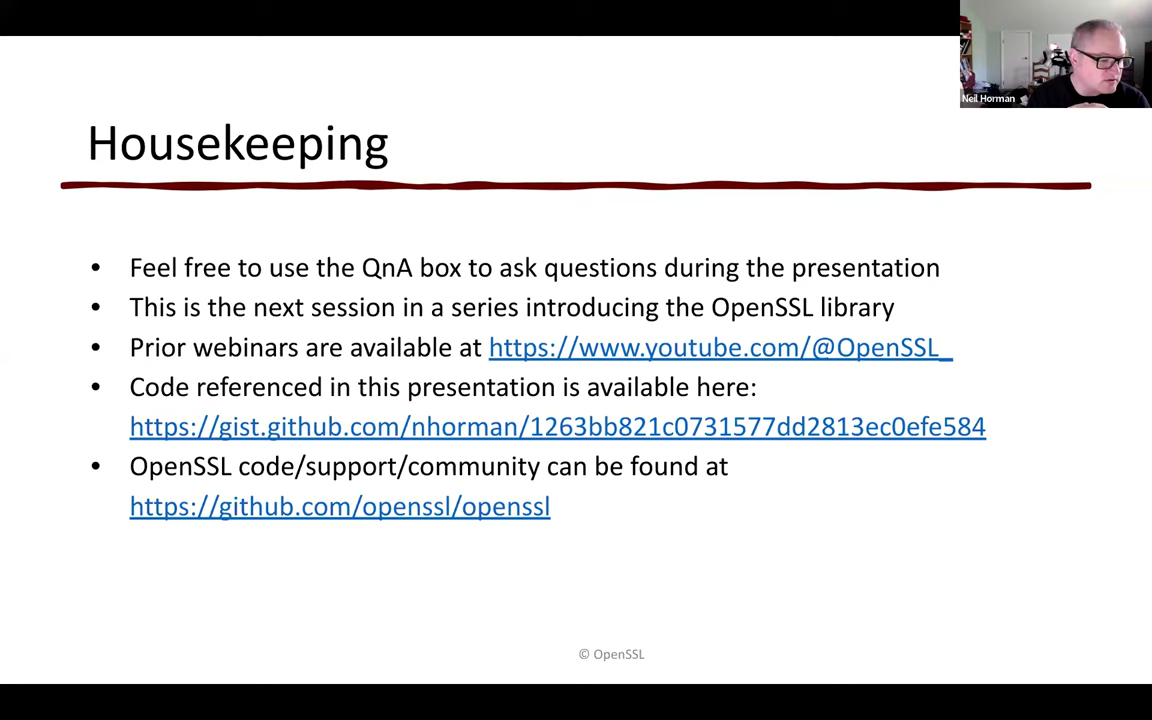 Neil Horman
Housekeeping
• Feel free to use the QnA box to ask questions during the presentation
• This is the next session in a series introducing the OpenSSL library
• Prior webinars are available at https://www.youtube.com/@OpenSSL_
• Code referenced in this presentation is available here:
https://gist.github.com/nhorman/1263bb821c0731577dd2813ec0efe584
• OpenSSL code/support/community can be found at
https://github.com/openssl/openssl
© OpenSSL